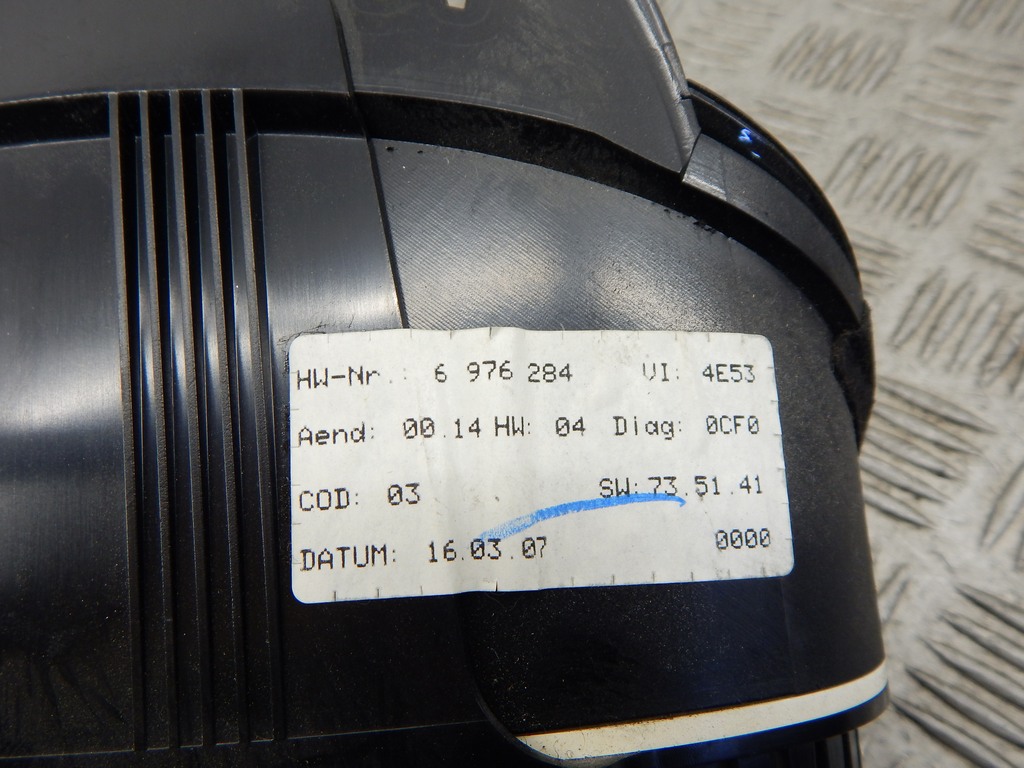 HW-Nr.: 6 976 284 VI: 4E53
Aend: 00.14 HW: 04 Diag: 0CF0
COD: 03 SW:73.51.41
DATUM: 16.03.07 0000